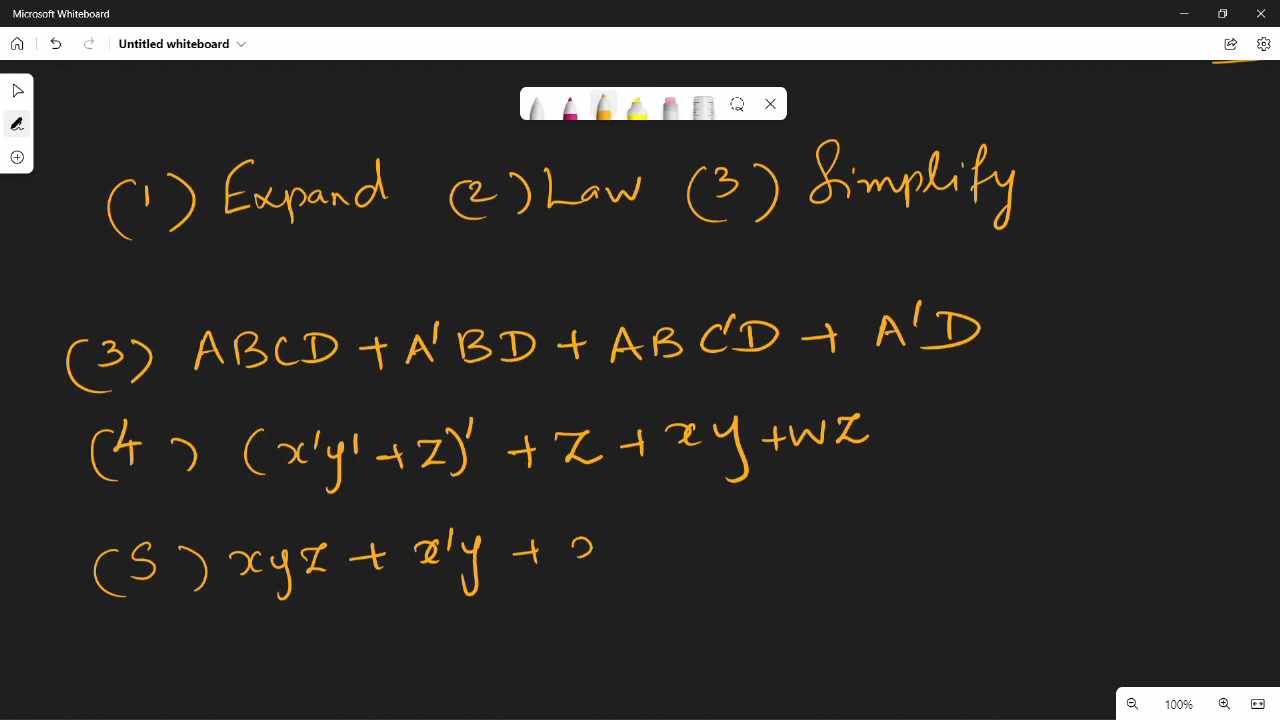 Microsoft Whiteboard
Untitled whiteboard
(1) Expand (2) Law (3) Simplify
(3) ABCD + A'BD + ABC'D + A'D
(4) (x'y' + z)' + z + xy + wz
(5) xyz + x'y +
100%